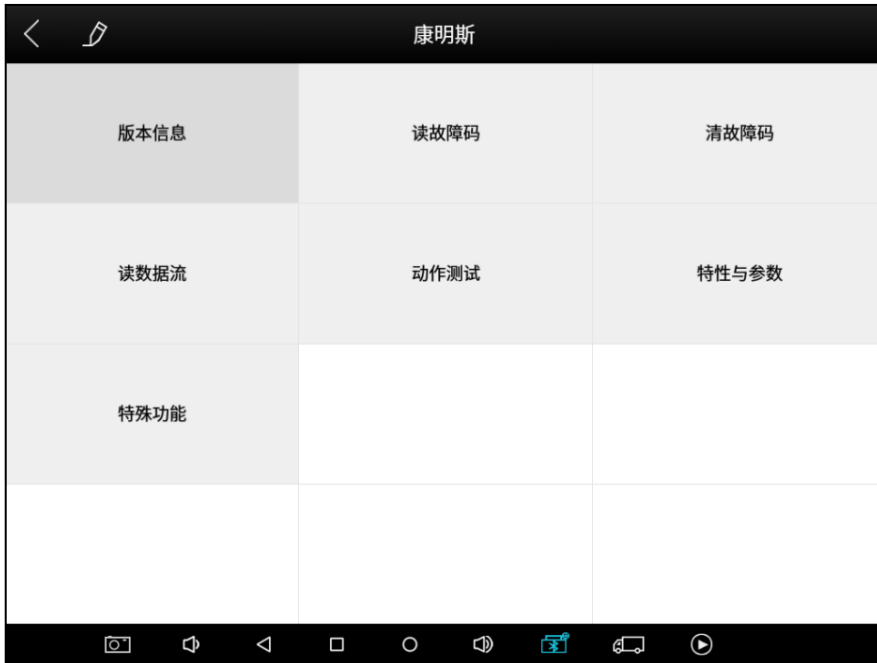 康明斯
版本信息
读故障码
清故障码
读数据流
动作测试
特性与参数
特殊功能